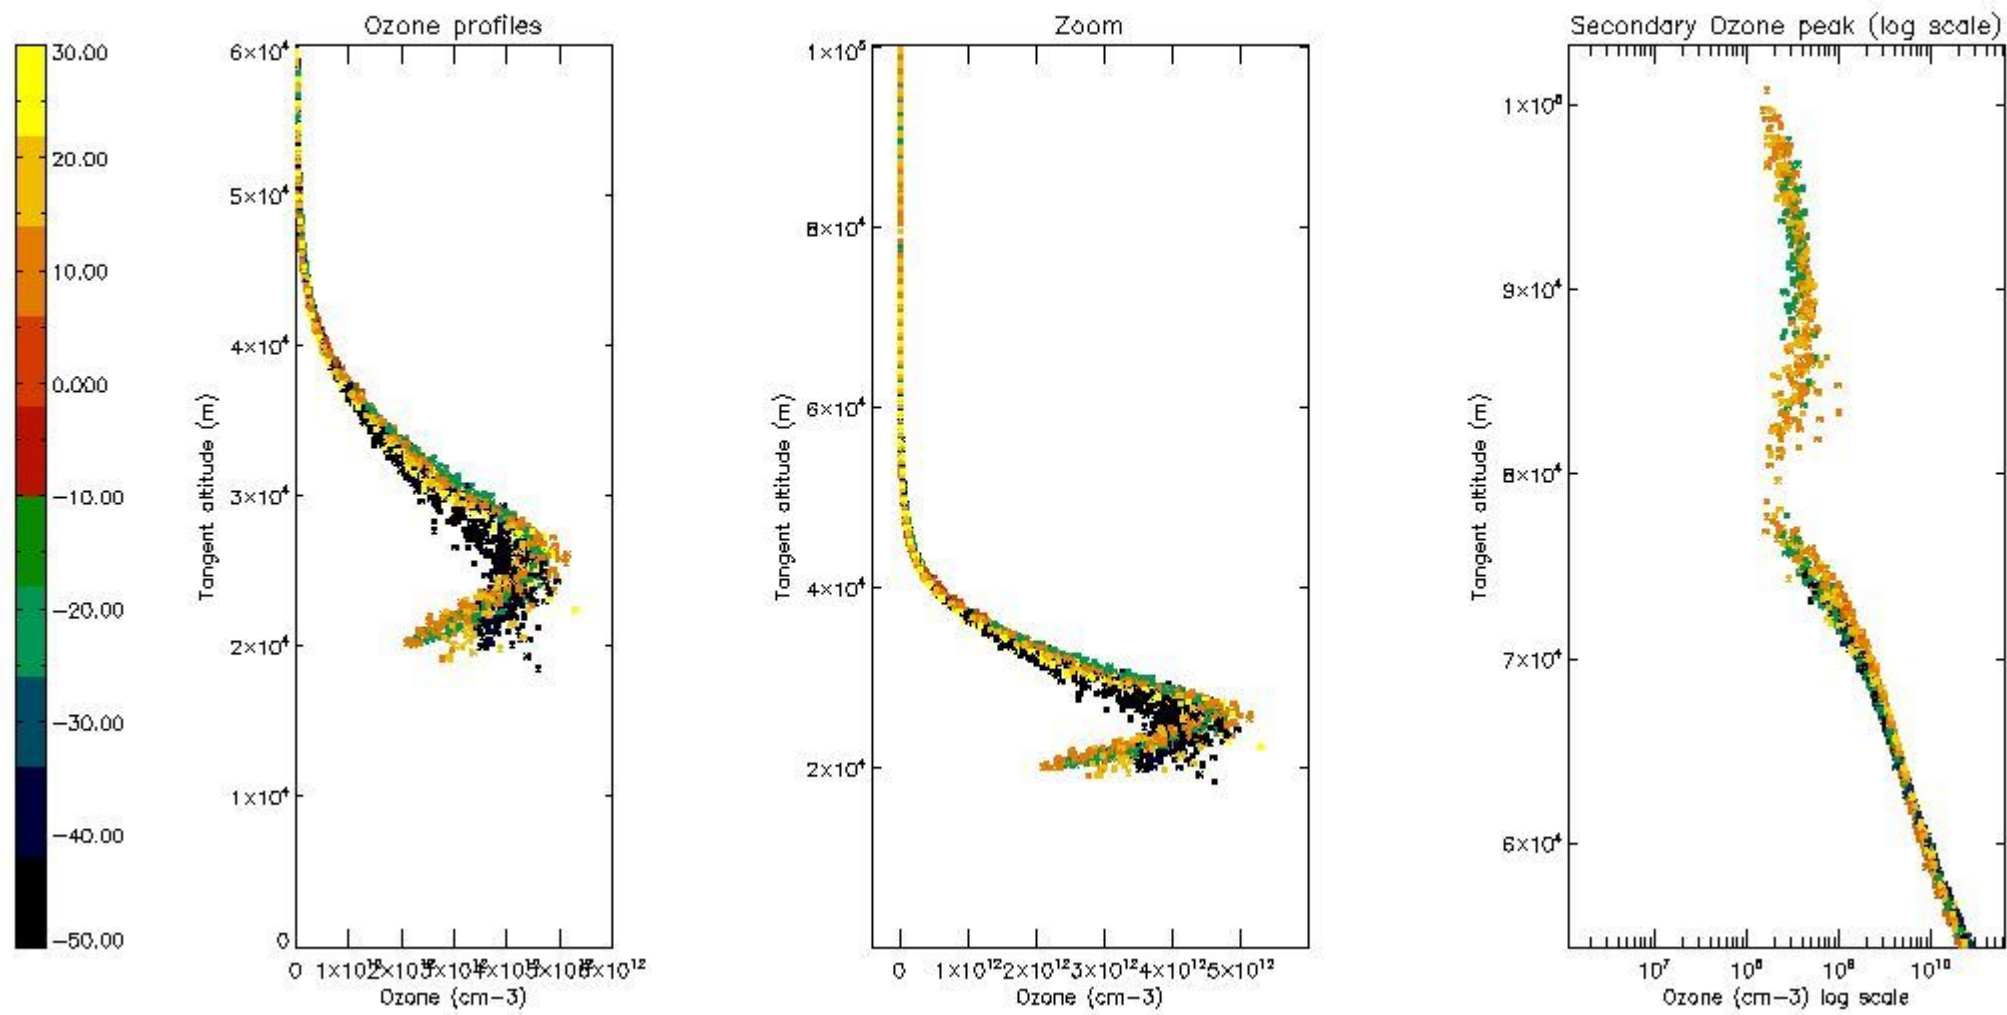 Ozone profiles
Zoom
Secondary Ozone peak (log scale)
30.00
20.00
10.00
0.000
−10.00
−20.00
−30.00
−40.00
−50.00
6×10⁴
5×10⁴
4×10⁴
3×10⁴
2×10⁴
1×10⁴
0
Tangent altitude (m)
0 1×10¹²
6×10¹²
Ozone (cm−3)
1×10⁵
8×10⁴
6×10⁴
4×10⁴
2×10⁴
Tangent altitude (m)
0 1×10¹² 2×10¹² 3×10¹² 4×10¹² 5×10¹²
Ozone (cm−3)
9×10⁴
8×10⁴
7×10⁴
6×10⁴
Tangent altitude (m)
10⁷ 10¹⁰
Ozone (cm−3) log scale